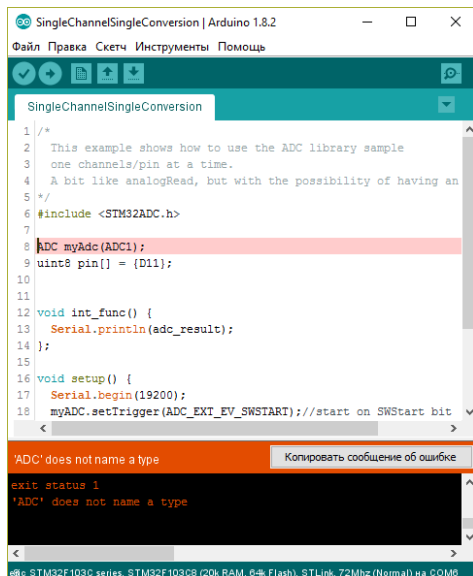 SingleChannelSingleConversion | Arduino 1.8.2
Файл Правка Скетч Инструменты Помощь
SingleChannelSingleConversion
1 /*
2 This example shows how to use the ADC library sample
3 one channels/pin at a time.
4 A bit like analogRead, but with the possibility of having an
5 */
6 #include <STM32ADC.h>
7
8 ADC myAdc(ADC1);
9 uint8 pin[] = {D11};
10
11
12 void int_func() {
13 Serial.println(adc_result);
14 };
15
16 void setup() {
17 Serial.begin(19200);
18 myADC.setTrigger(ADC_EXT_EV_SWSTART);//start on SWStart bit
'ADC' does not name a type
Копировать сообщение об ошибке
exit status 1
'ADC' does not name a type
STM32F103C series, STM32F103C8 (20k RAM, 64k Flash), STLink, 72Mhz (Normal) на COM6